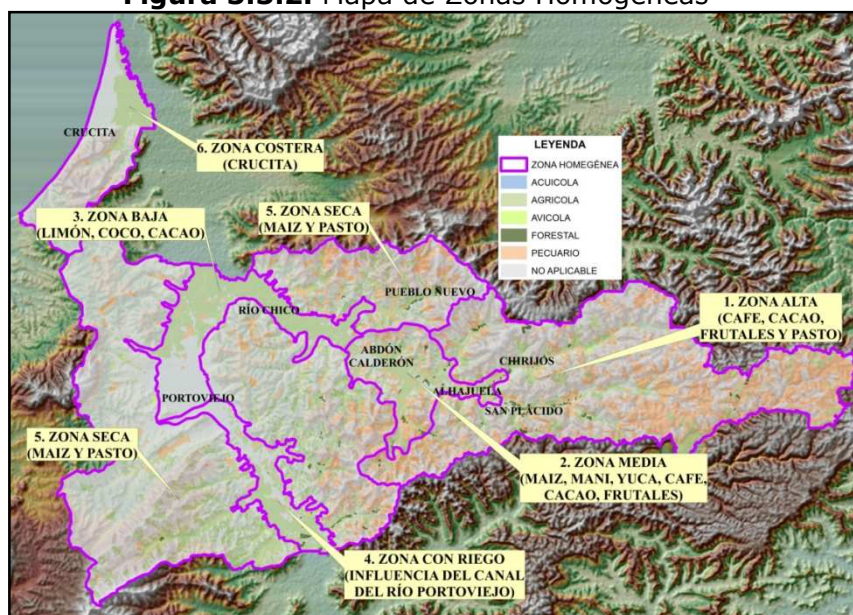 Figura 3.3.2. Mapa de Zonas Homogéneas
CRUCITA
6. ZONA COSTERA
(CRUCITA)
LEYENDA
ZONA HOMEGÉNEA
ACUICOLA
AGRICOLA
AVICOLA
FORESTAL
PECUARIO
NO APLICABLE
3. ZONA BAJA
(LIMÓN, COCO, CACAO)
5. ZONA SECA
(MAIZ Y PASTO)
PUEBLO NUEVO
1. ZONA ALTA
(CAFE, CACAO,
FRUTALES Y PASTO)
RÍO CHICO
ABDÓN
CALDERÓN
CHIRIJÓS
ALHAJUELA
PORTOVIEJO
SAN PLÁCIDO
5. ZONA SECA
(MAIZ Y PASTO)
2. ZONA MEDIA
(MAIZ, MANI, YUCA, CAFE,
CACAO, FRUTALES)
4. ZONA CON RIEGO
(INFLUENCIA DEL CANAL
DEL RÍO PORTOVIEJO)